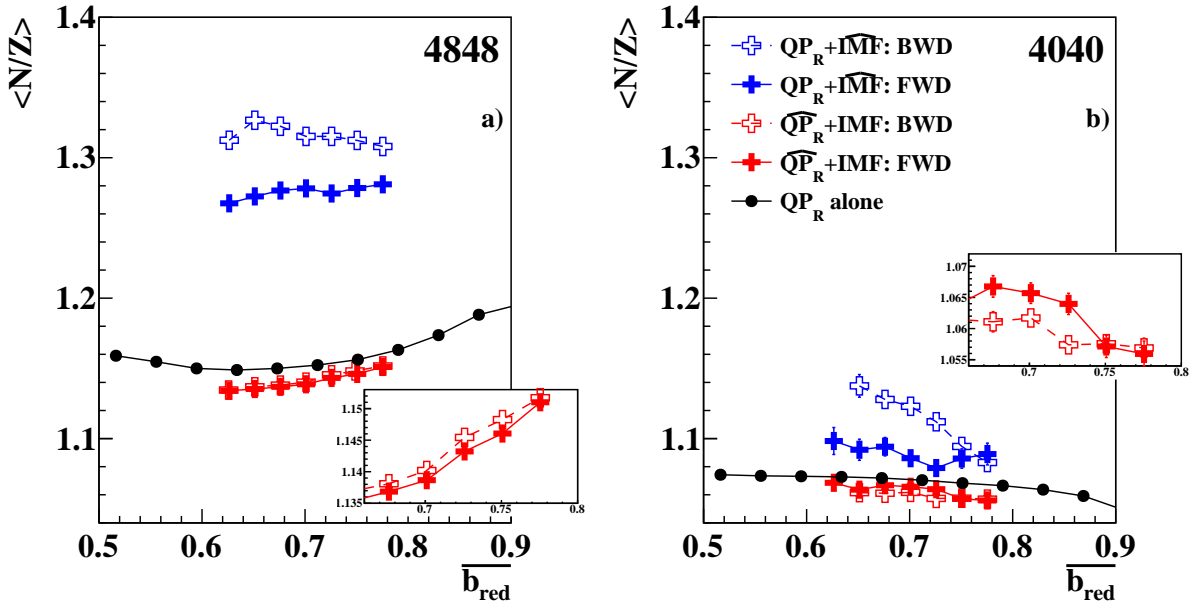 <N/Z>
1.4
1.3
1.2
1.1
0.5 0.6 0.7 0.8 0.9
b_red
4848
a)
1.15
1.145
1.14
1.135
0.7 0.75 0.8
<N/Z>
1.4
1.3
1.2
1.1
0.5 0.6 0.7 0.8 0.9
b_red
4040
b)
QP_R+IMF: BWD
QP_R+IMF: FWD
QP_R+IMF: BWD
QP_R+IMF: FWD
QP_R alone
1.07
1.065
1.06
1.055
0.7 0.75 0.8